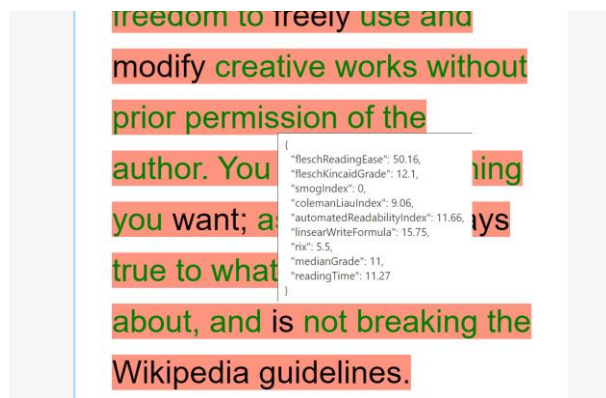 freedom to freely use and
modify creative works without
prior permission of the
author. You
you want;
true to what
about, and is not breaking the
Wikipedia guidelines.
{
"fleschReadingEase": 50.16,
"fleschKincaidGrade": 12.1,
"smogIndex": 0,
"colemanLiauIndex": 9.06,
"automatedReadabilityIndex": 11.66,
"linsearWriteFormula": 15.75,
"rix": 5.5,
"medianGrade": 11,
"readingTime": 11.27
}